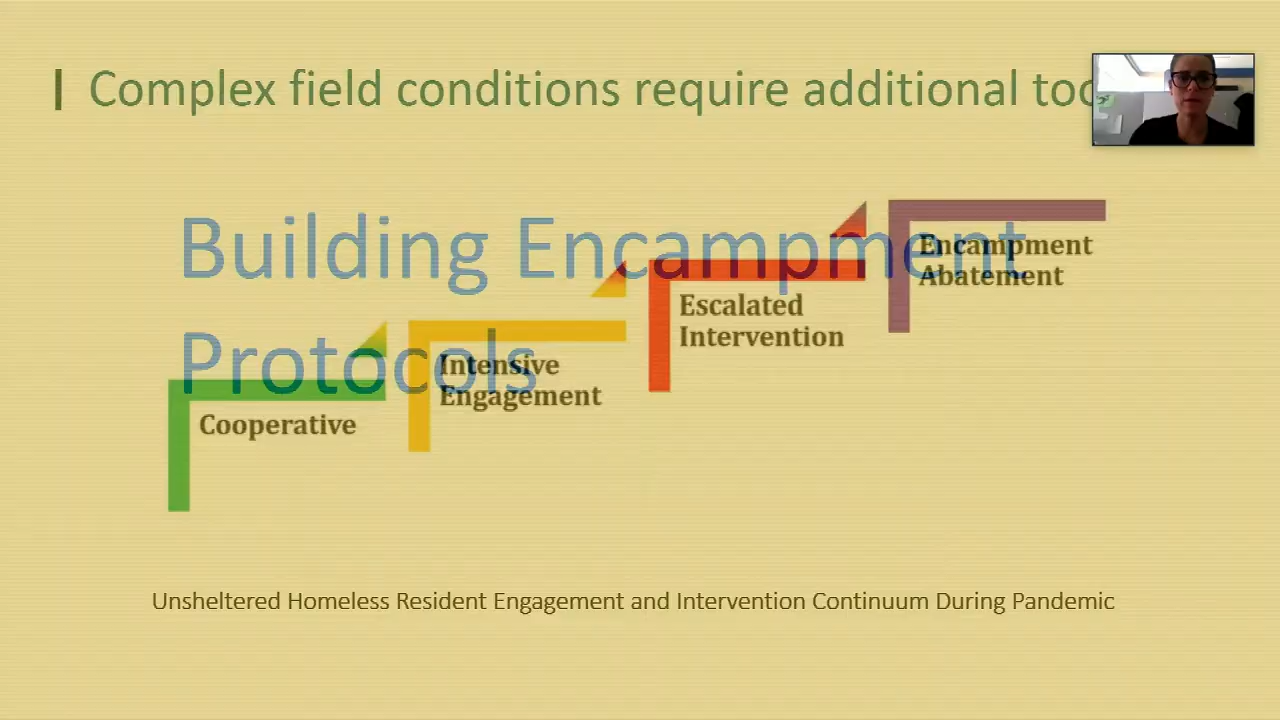 Complex field conditions require additional
Building Encampment
Protocols
Encampment
Abatement
Escalated
Intervention
Intensive
Engagement
Cooperative
Unsheltered Homeless Resident Engagement and Intervention Continuum During Pandemic